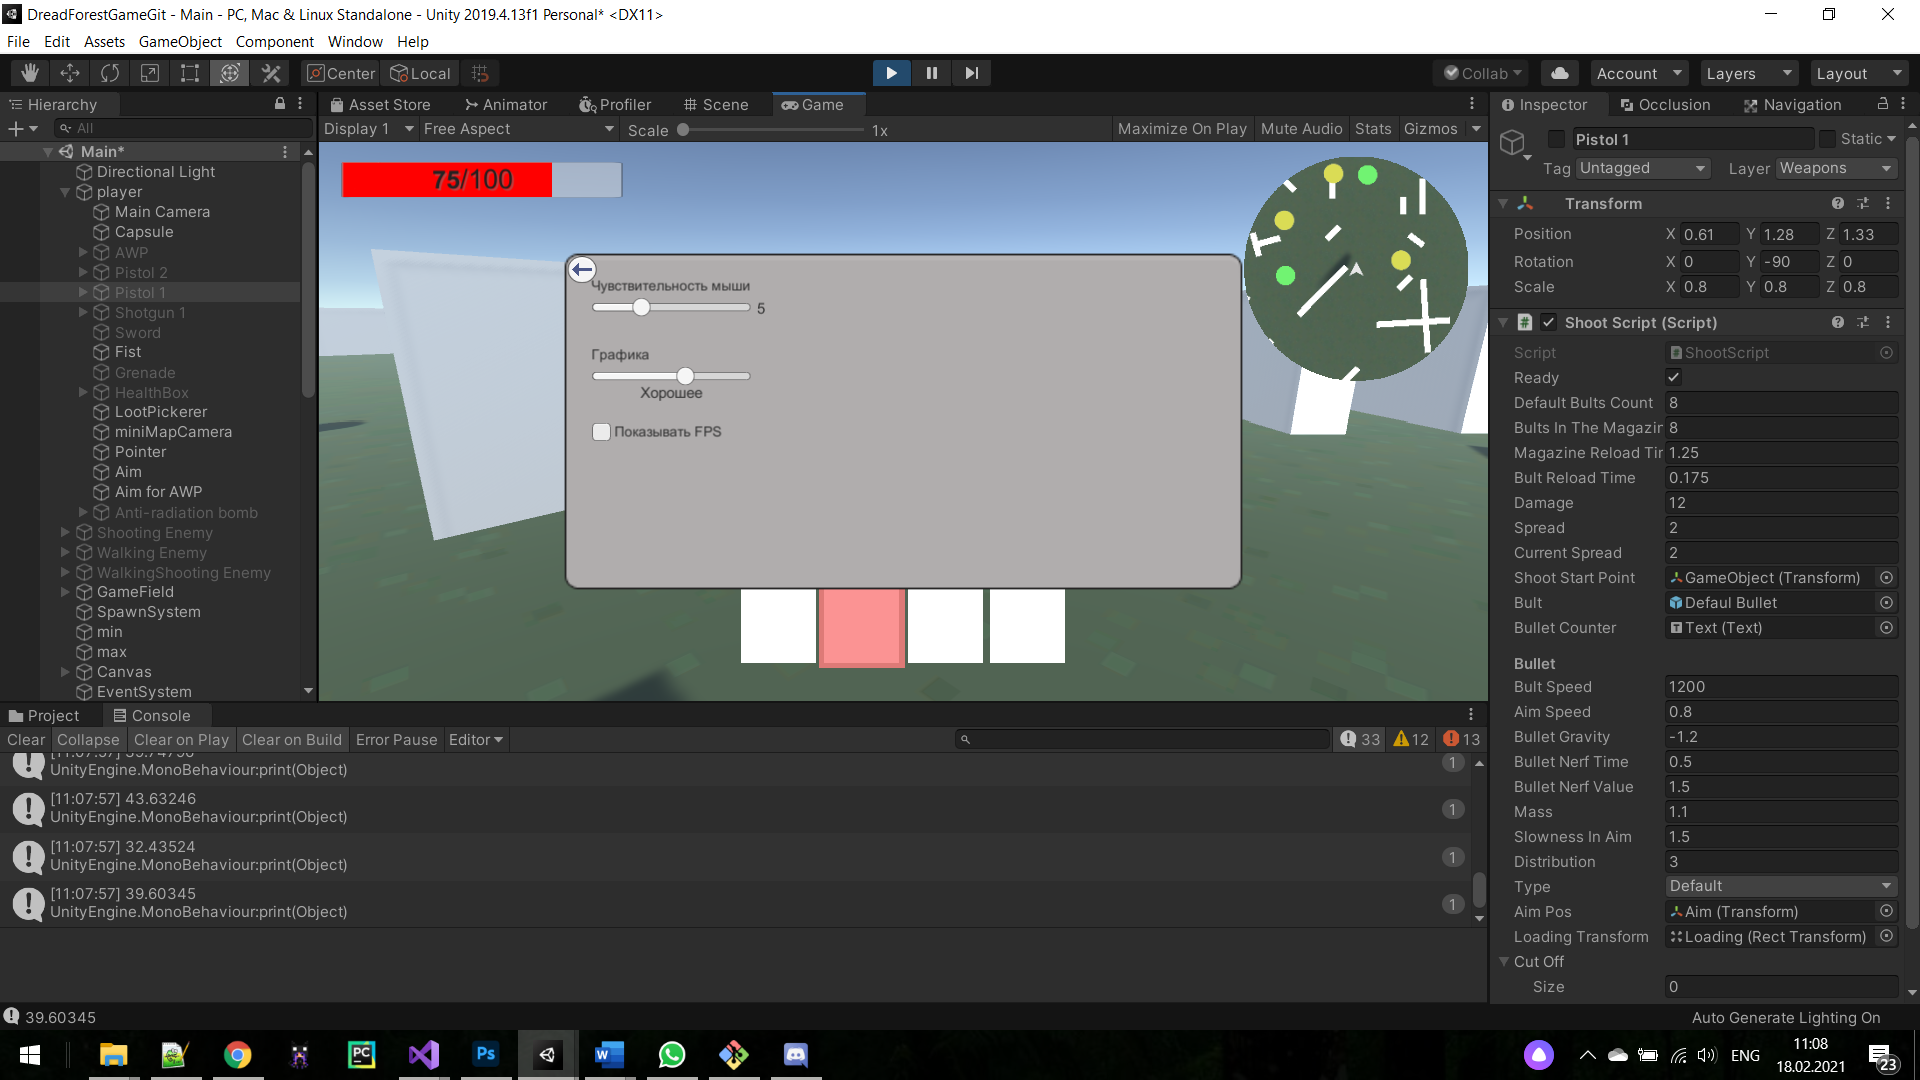 DreadForestGameGit - Main - PC, Mac & Linux Standalone - Unity 2019.4.13f1 Personal* <DX11>
File Edit Assets GameObject Component Window Help
Center Local Collab Account Layers Layout
Hierarchy
All
Main*
Directional Light
player
Main Camera
Capsule
AWP
Pistol 2
Pistol 1
Shotgun 1
Sword
Fist
Grenade
HealthBox
LootPickerer
miniMapCamera
Pointer
Aim
Aim for AWP
Anti-radiation bomb
Shooting Enemy
Walking Enemy
WalkingShooting Enemy
GameField
SpawnSystem
min
max
Canvas
EventSystem
Asset Store Animator Profiler Scene Game
Display 1 Free Aspect Scale 1x Maximize On Play Mute Audio Stats Gizmos
75/100
Чувствительность мыши
5
Графика
Хорошее
Показывать FPS
Inspector Occlusion Navigation
Pistol 1 Static
Tag Untagged Layer Weapons
Transform
Position X 0.61 Y 1.28 Z 1.33
Rotation X 0 Y -90 Z 0
Scale X 0.8 Y 0.8 Z 0.8
# Shoot Script (Script)
Script ShootScript
Ready
Default Bults Count 8
Bults In The Magazin 8
Magazine Reload Tir 1.25
Bult Reload Time 0.175
Damage 12
Spread 2
Current Spread 2
Shoot Start Point GameObject (Transform)
Bult Defaul Bullet
Bullet Counter Text (Text)
Bullet
Bult Speed 1200
Aim Speed 0.8
Bullet Gravity -1.2
Bullet Nerf Time 0.5
Bullet Nerf Value 1.5
Mass 1.1
Slowness In Aim 1.5
Distribution 3
Type Default
Aim Pos Aim (Transform)
Loading Transform Loading (Rect Transform)
Cut Off
Size 0
Project Console
Clear Collapse Clear on Play Clear on Build Error Pause Editor 33 12 13
UnityEngine.MonoBehaviour:print(Object) 1
[11:07:57] 43.63246
UnityEngine.MonoBehaviour:print(Object) 1
[11:07:57] 32.43524
UnityEngine.MonoBehaviour:print(Object) 1
[11:07:57] 39.60345
UnityEngine.MonoBehaviour:print(Object) 1
39.60345
Auto Generate Lighting On
PC Ps W ENG
11:08
18.02.2021
23